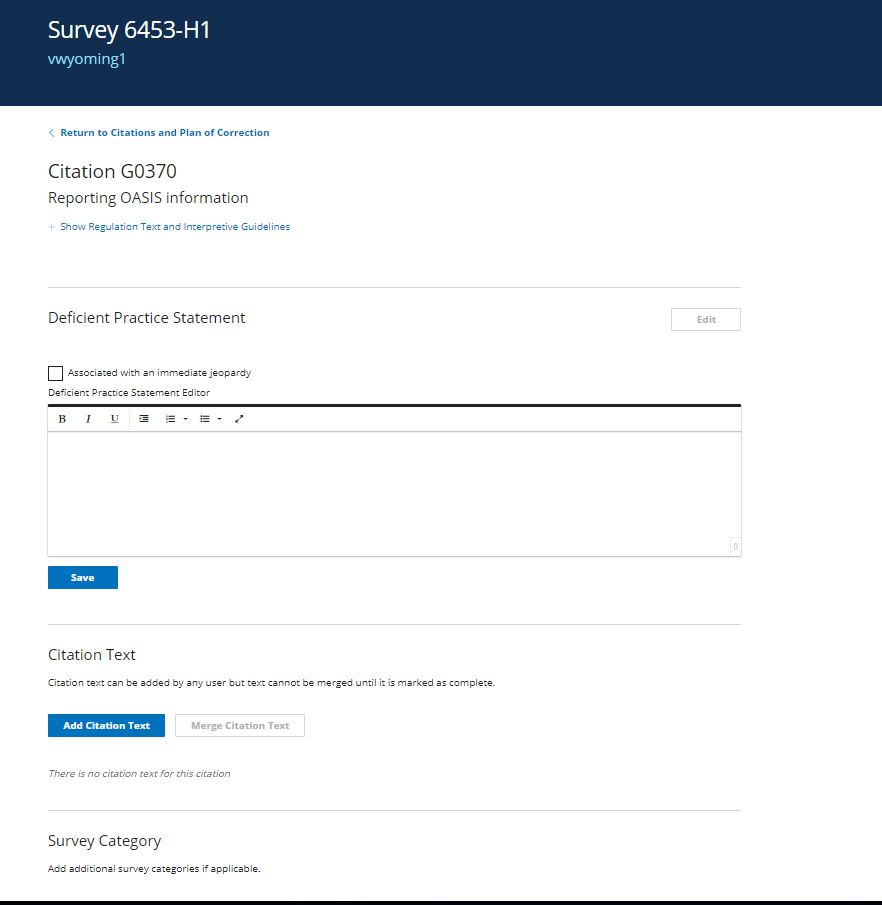 Survey 6453-H1
vwyoming1
Return to Citations and Plan of Correction
Citation G0370
Reporting OASIS information
+ Show Regulation Text and Interpretive Guidelines
Deficient Practice Statement
Edit
Associated with an immediate jeopardy
Deficient Practice Statement Editor
B I U
0
Save
Citation Text
Citation text can be added by any user but text cannot be merged until it is marked as complete.
Add Citation Text Merge Citation Text
There is no citation text for this citation
Survey Category
Add additional survey categories if applicable.